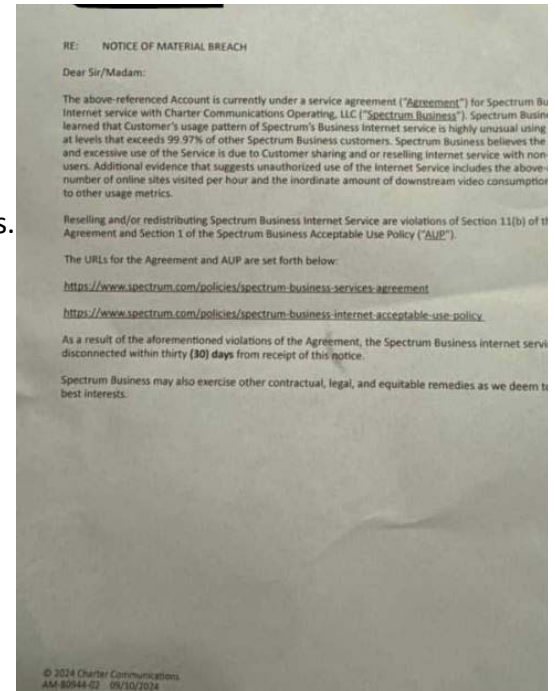 RE: NOTICE OF MATERIAL BREACH
Dear Sir/Madam:
The above-referenced Account is currently under a service agreement ("Agreement") for Spectrum Bu
Internet service with Charter Communications Operating, LLC ("Spectrum Business"). Spectrum Busin
learned that Customer's usage pattern of Spectrum's Business Internet service is highly unusual using
at levels that exceeds 99.97% of other Spectrum Business customers. Spectrum Business believes the
and excessive use of the Service is due to Customer sharing and or reselling Internet service with non-
users. Additional evidence that suggests unauthorized use of the Internet Service includes the above-
number of online sites visited per hour and the inordinate amount of downstream video consumption
to other usage metrics.
s.
Reselling and/or redistributing Spectrum Business Internet Service are violations of Section 11(b) of th
Agreement and Section 1 of the Spectrum Business Acceptable Use Policy ("AUP").
The URLs for the Agreement and AUP are set forth below:
https://www.spectrum.com/policies/spectrum-business-services-agreement
https://www.spectrum.com/policies/spectrum-business-internet-acceptable-use-policy
As a result of the aforementioned violations of the Agreement, the Spectrum Business internet servi
disconnected within thirty (30) days from receipt of this notice.
Spectrum Business may also exercise other contractual, legal, and equitable remedies as we deem to
best interests.
© 2024 Charter Communications
AM-80944-02 09/10/2024